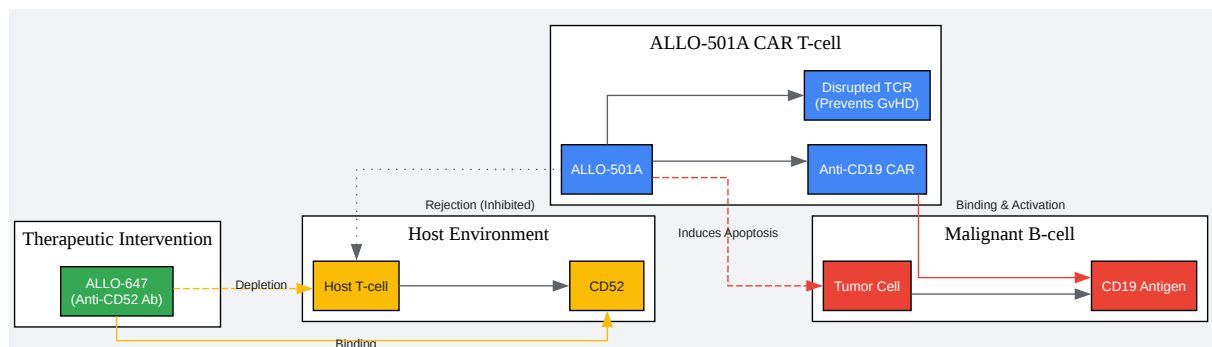 ALLO-501A CAR T-cell
Disrupted TCR
(Prevents GvHD)
ALLO-501A
Anti-CD19 CAR
Rejection (Inhibited)
Binding & Activation
Therapeutic Intervention
Host Environment
Induces Apoptosis
Malignant B-cell
ALLO-647
(Anti-CD52 Ab)
Depletion
Host T-cell
CD52
Tumor Cell
CD19 Antigen
Binding